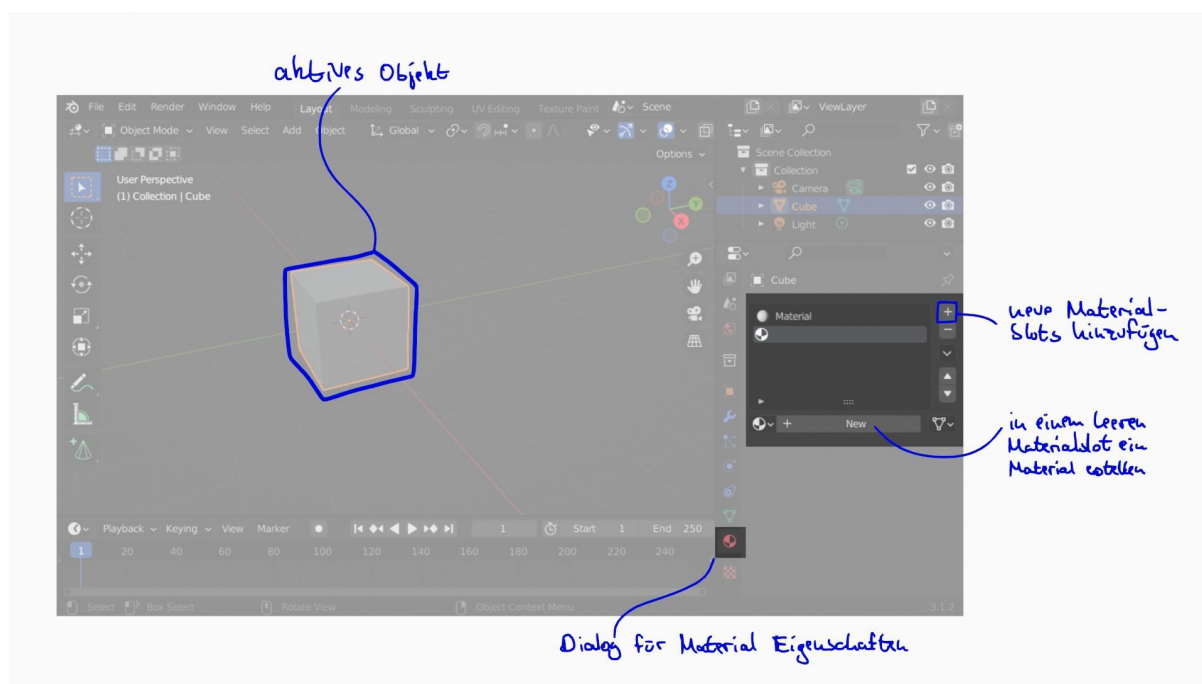 aktives Objekt
File Edit Render Window Help Layout Modeling Sculpting UV Editing Texture Paint Scene ViewLayer
Object Mode View Select Add Object Global
Options
User Perspective
(1) Collection | Cube
Scene Collection
Collection
Camera
Cube
Light
Cube
Material
New
neue Material-
Slots hinzufügen
in einem leeren
Materialslot ein
Material erstellen
Playback Keying View Marker 1 Start 1 End 250
1 20 40 60 80 100 120 140 160 180 200 220 240
Select Box Select Rotate View Object Context Menu 3.1.2
Dialog für Material Eigenschaften
X
Y
Z